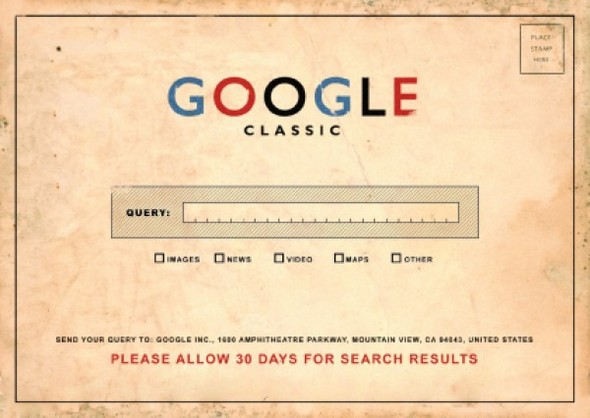 PLACE
STAMP
HERE
GOOGLE
CLASSIC
QUERY:
IMAGES NEWS VIDEO MAPS OTHER
SEND YOUR QUERY TO: GOOGLE INC., 1600 AMPHITHEATRE PARKWAY, MOUNTAIN VIEW, CA 94043, UNITED STATES
PLEASE ALLOW 30 DAYS FOR SEARCH RESULTS